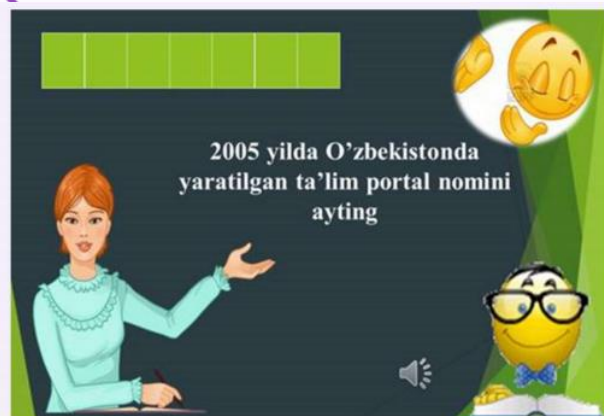 2005 yilda O’zbekistonda
yaratilgan ta’lim portal nomini
ayting